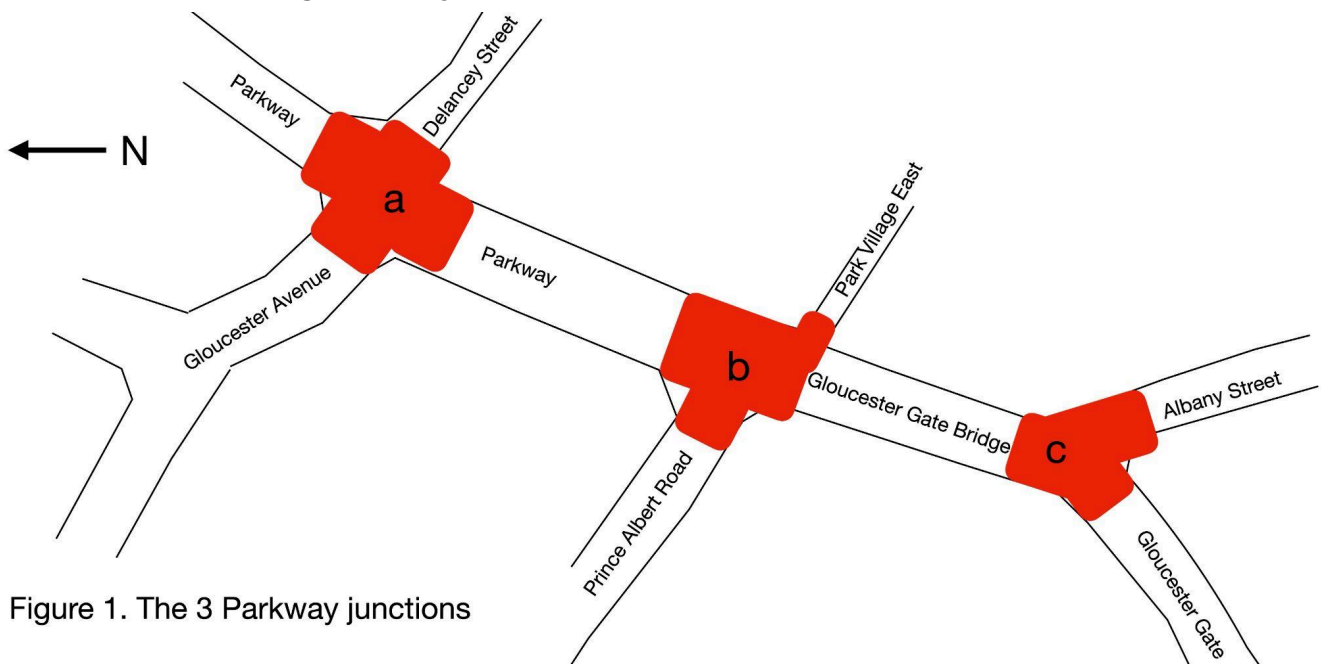 Parkway
Delancey Street
N
a
Park Village East
Parkway
Gloucester Avenue
b
Gloucester Gate Bridge
Albany Street
c
Prince Albert Road
Gloucester Gate
Figure 1. The 3 Parkway junctions